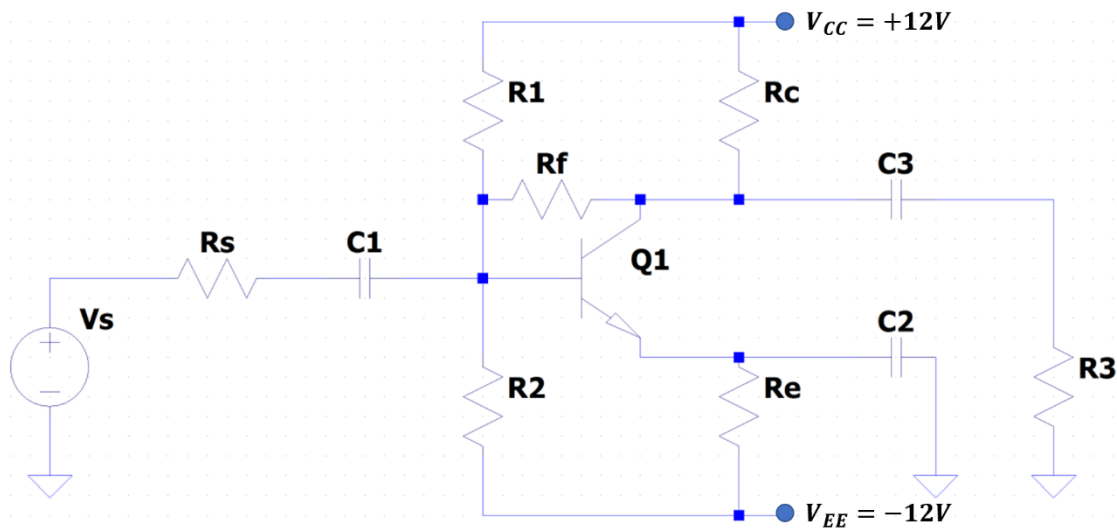 V_CC = +12V
R1
Rc
Rf
C3
Rs
C1
Q1
Vs
+
−
C2
R2
Re
R3
V_EE = −12V